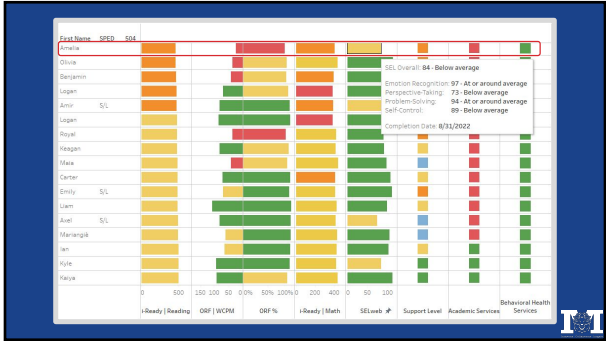 First Name SPED 504
Amelia
Olivia
SEL Overall: 84 - Below average
Benjamin
Emotion Recognition: 97 - At or around average
Logan
Perspective-Taking: 73 - Below average
Amir S/L
Problem-Solving: 94 - At or around average
Self-Control: 89 - Below average
Logan
Completion Date: 8/31/2022
Royal
Keegan
Maia
Carter
Emily S/L
Liam
Axel S/L
Ian
Kyle
Karya
0 500 150 100 50 0 0% 50% 100% 0 200 400 0 50 100
i-Ready | Reading ORF | WCPM ORF % i-Ready | Math SELweb Support Level Academic Services Behavioral Health Services